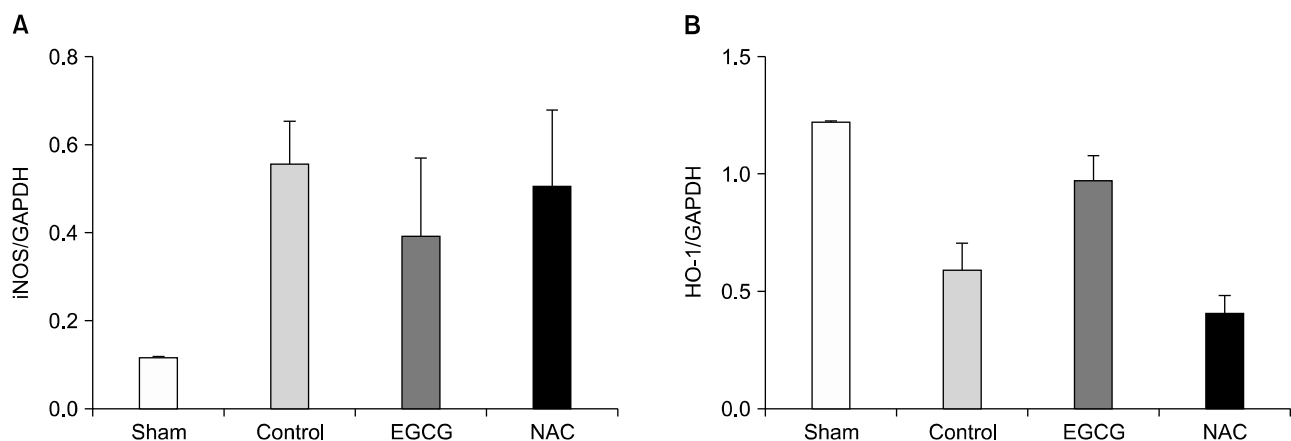 A
iNOS/GAPDH
0.8
0.6
0.4
0.2
0.0
Sham Control EGCG NAC
B
HO-1/GAPDH
1.5
1.0
0.5
0.0
Sham Control EGCG NAC